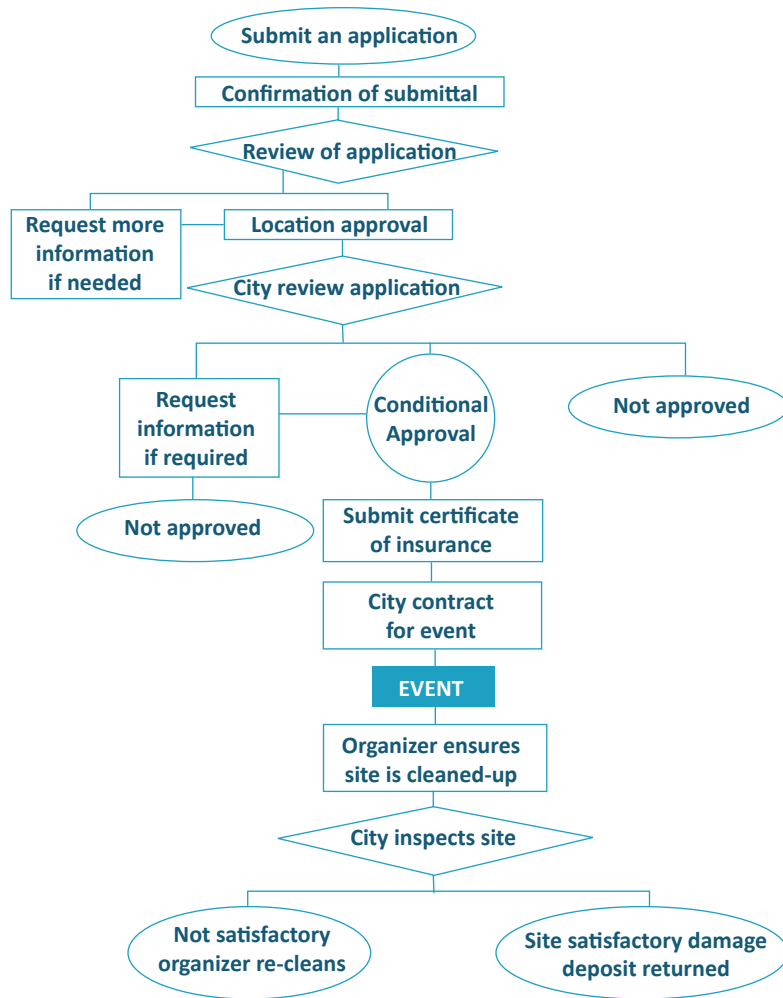 Submit an application
Confirmation of submittal
Review of application
Request more
information
if needed
Location approval
City review application
Request
information
if required
Conditional
Approval
Not approved
Not approved
Submit certificate
of insurance
City contract
for event
EVENT
Organizer ensures
site is cleaned-up
City inspects site
Not satisfactory
organizer re-cleans
Site satisfactory damage
deposit returned